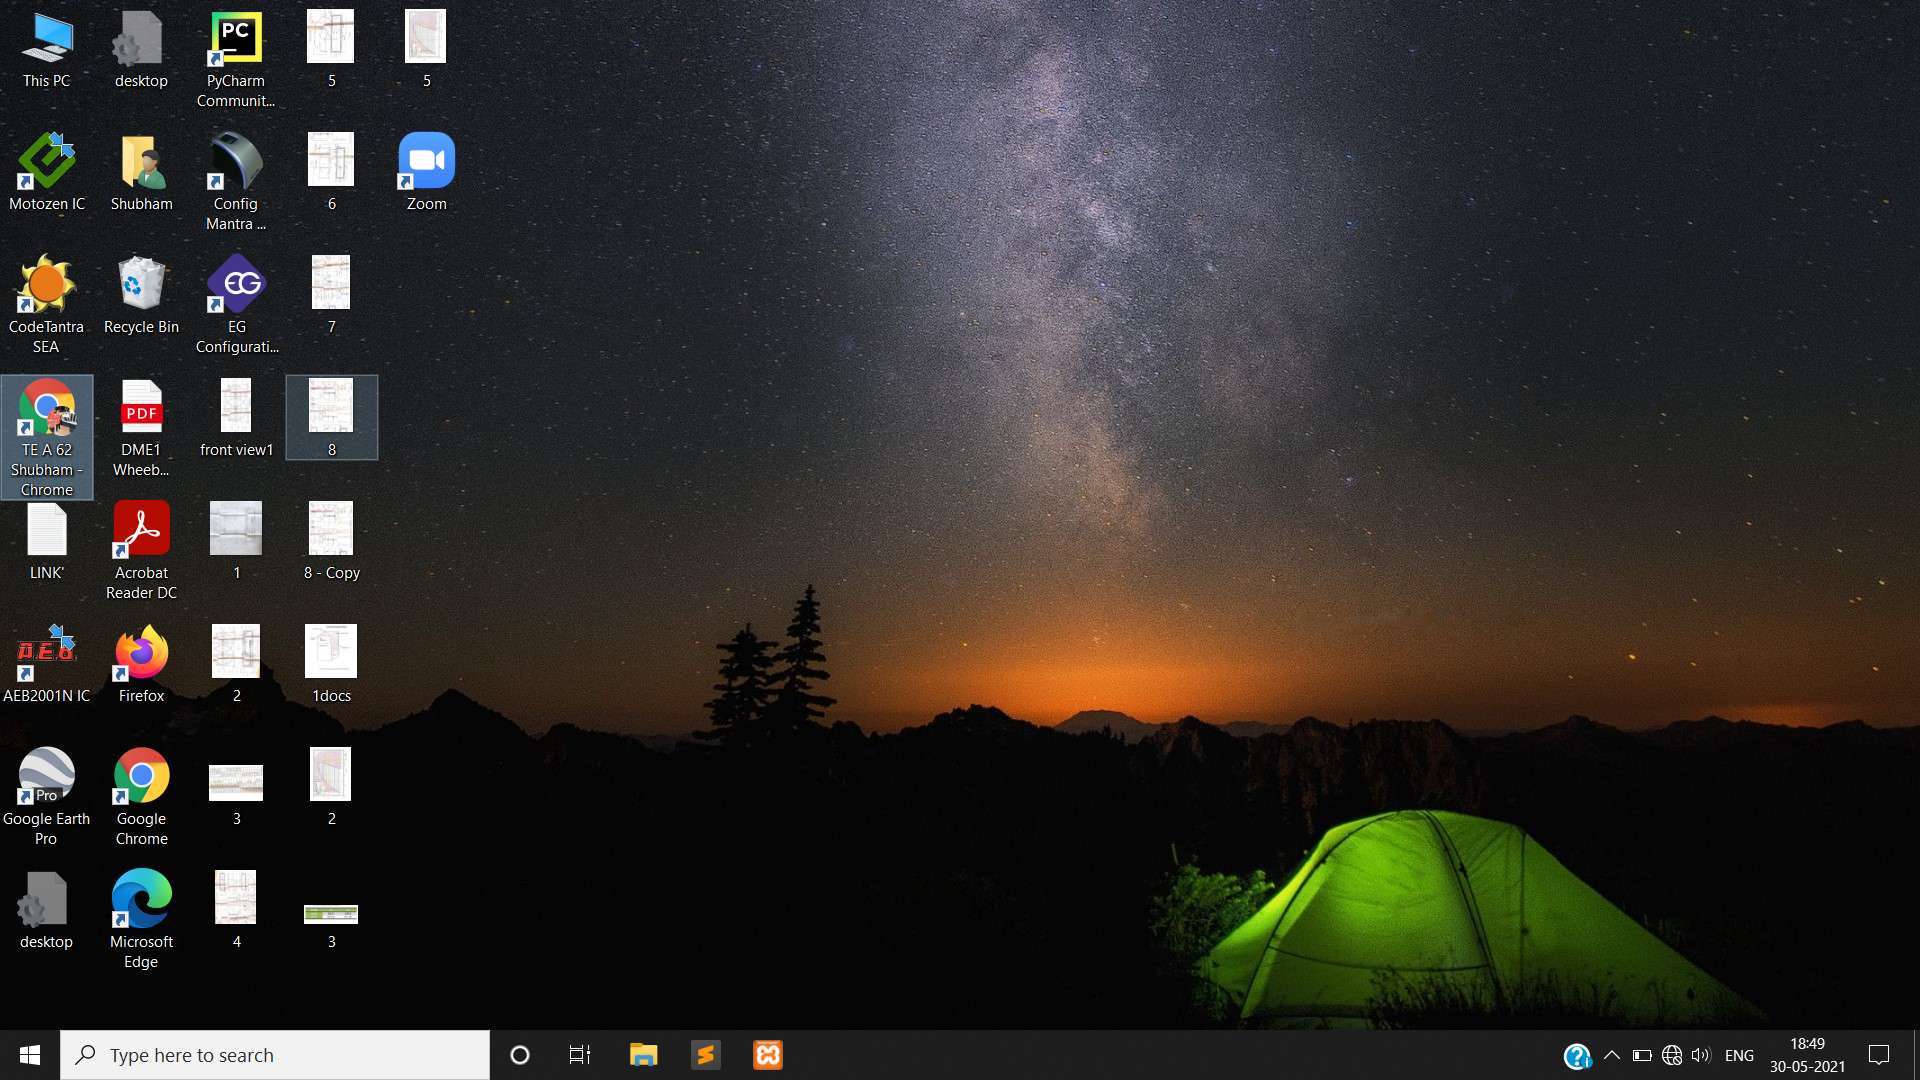 This PC
desktop
PC
PyCharm
Communit...
5
5
Motozen IC
Shubham
Config
Mantra ...
6
Zoom
CodeTantra
SEA
Recycle Bin
EG
EG
Configurati...
7
TE A 62
Shubham -
Chrome
PDF
DME1
Wheeb...
front view1
8
LINK'
Acrobat
Reader DC
1
8 - Copy
A.E.B.
AEB2001N IC
Firefox
2
1docs
Pro
Google Earth
Pro
Google
Chrome
3
2
desktop
Microsoft
Edge
4
3
Type here to search
ENG
18:49
30-05-2021